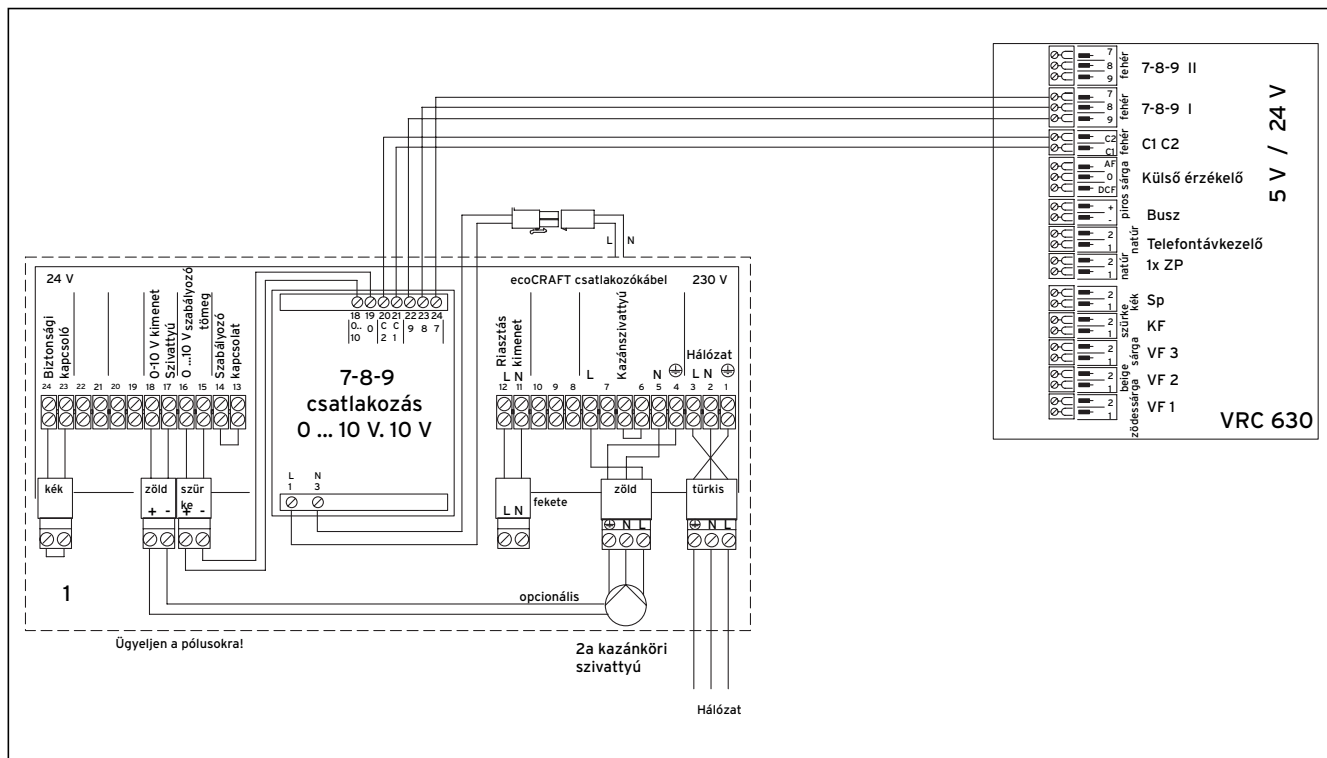 7
8
9
fehér
7-8-9 II
7
8
9
fehér
7-8-9 I
C2
C1
fehér
C1 C2
AF
0
DCF
sárga
Külső érzékelő
+
-
piros
Busz
2
1
natúr
Telefontávkezelő
2
1
natúr
1x ZP
2
1
kék
Sp
2
1
szürke
KF
2
1
sárga
VF 3
2
1
beige
VF 2
2
1
zödessárga
VF 1
5 V / 24 V
VRC 630
L N
24 V
ecoCRAFT csatlakozókábel
230 V
Biztonsági
kapcsoló
0-10 V kimenet
Szivattyú
0 ...10 V szabályozó
tömeg
Szabályozó
kapcsolat
24 23 22 21 20 19 18 17 16 15 14 13
18 19 20 21 22 23 24
0.. 0 C C 9 8 7
10 2 1
7-8-9
csatlakozás
0 ... 10 V. 10 V
L N
1 3
Riasztás
kimenet
Kazánszivattyú
Hálózat
L N L N L N
12 11 10 9 8 7 6 5 4 3 2 1
kék
zöld
+ -
szür
ke
+ -
L N
fekete
zöld
N L
türkis
N L
1
opcionális
Ügyeljen a pólusokra!
2a kazánköri
szivattyú
Hálózat